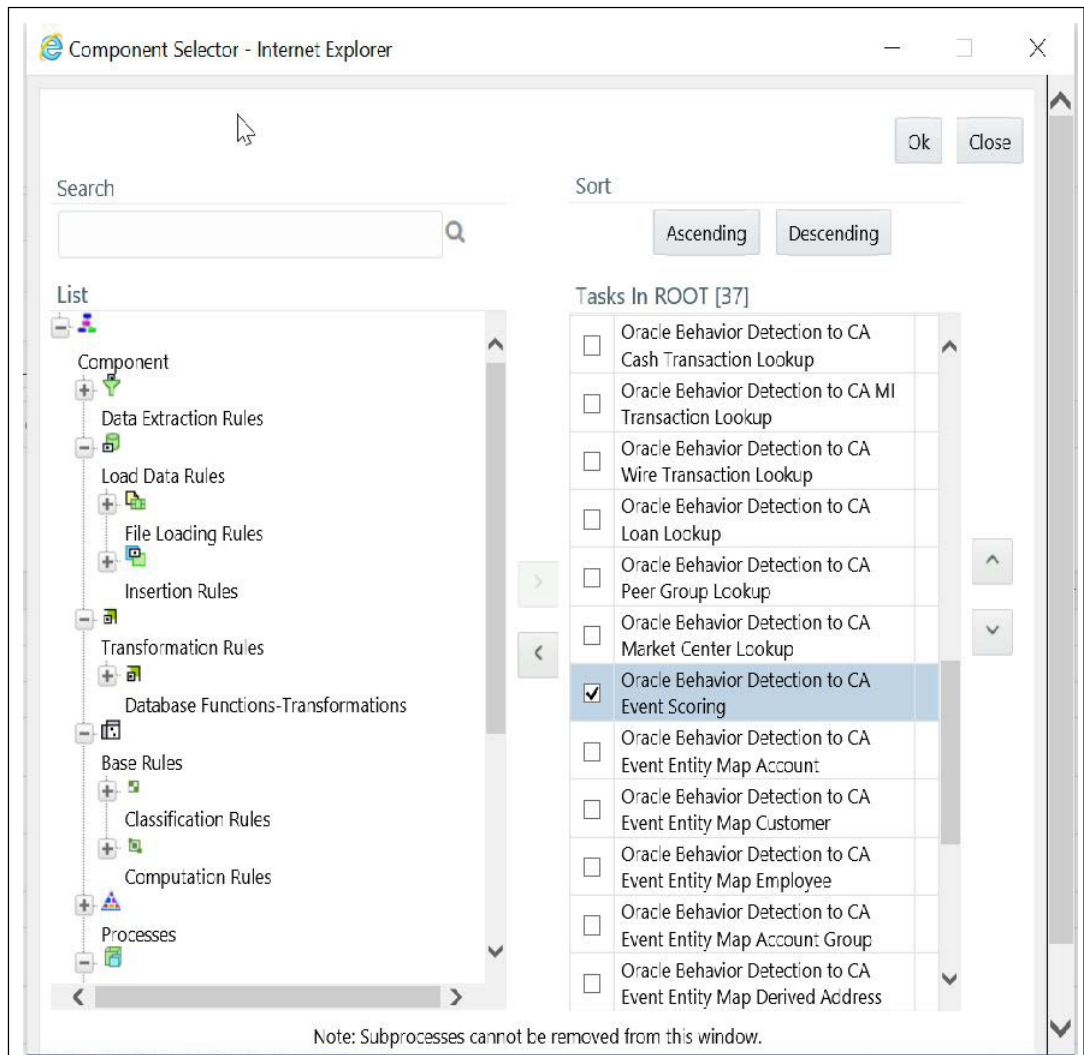 Component Selector - Internet Explorer
Ok
Close
Search
Sort
Ascending
Descending
List
Component
Data Extraction Rules
Load Data Rules
File Loading Rules
Insertion Rules
Transformation Rules
Database Functions-Transformations
Base Rules
Classification Rules
Computation Rules
Processes
Tasks In ROOT [37]
Oracle Behavior Detection to CA
Cash Transaction Lookup
Oracle Behavior Detection to CA MI
Transaction Lookup
Oracle Behavior Detection to CA
Wire Transaction Lookup
Oracle Behavior Detection to CA
Loan Lookup
Oracle Behavior Detection to CA
Peer Group Lookup
Oracle Behavior Detection to CA
Market Center Lookup
Oracle Behavior Detection to CA
Event Scoring
Oracle Behavior Detection to CA
Event Entity Map Account
Oracle Behavior Detection to CA
Event Entity Map Customer
Oracle Behavior Detection to CA
Event Entity Map Employee
Oracle Behavior Detection to CA
Event Entity Map Account Group
Oracle Behavior Detection to CA
Event Entity Map Derived Address
Note: Subprocesses cannot be removed from this window.